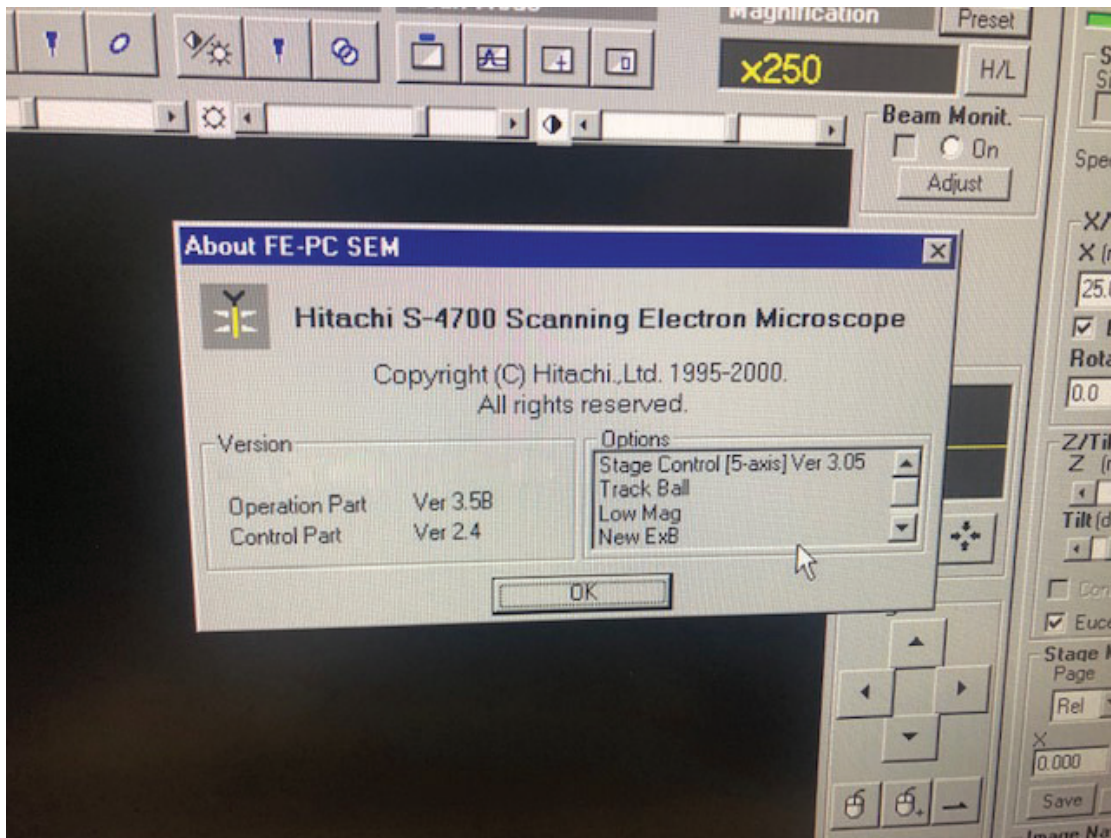 Magnification
Preset
x250
H/L
Beam Monit.
On
Adjust
About FE-PC SEM
Hitachi S-4700 Scanning Electron Microscope
Copyright (C) Hitachi.,Ltd. 1995-2000.
All rights reserved.
Version
Operation Part Ver 3.5B
Control Part Ver 2.4
Options
Stage Control [5-axis] Ver 3.05
Track Ball
Low Mag
New ExB
OK
X/
X
25.
Rota
0.0
Z/Til
Z
Tilt (d
Euce
Stage
Page
Rel
X
0.000
Save